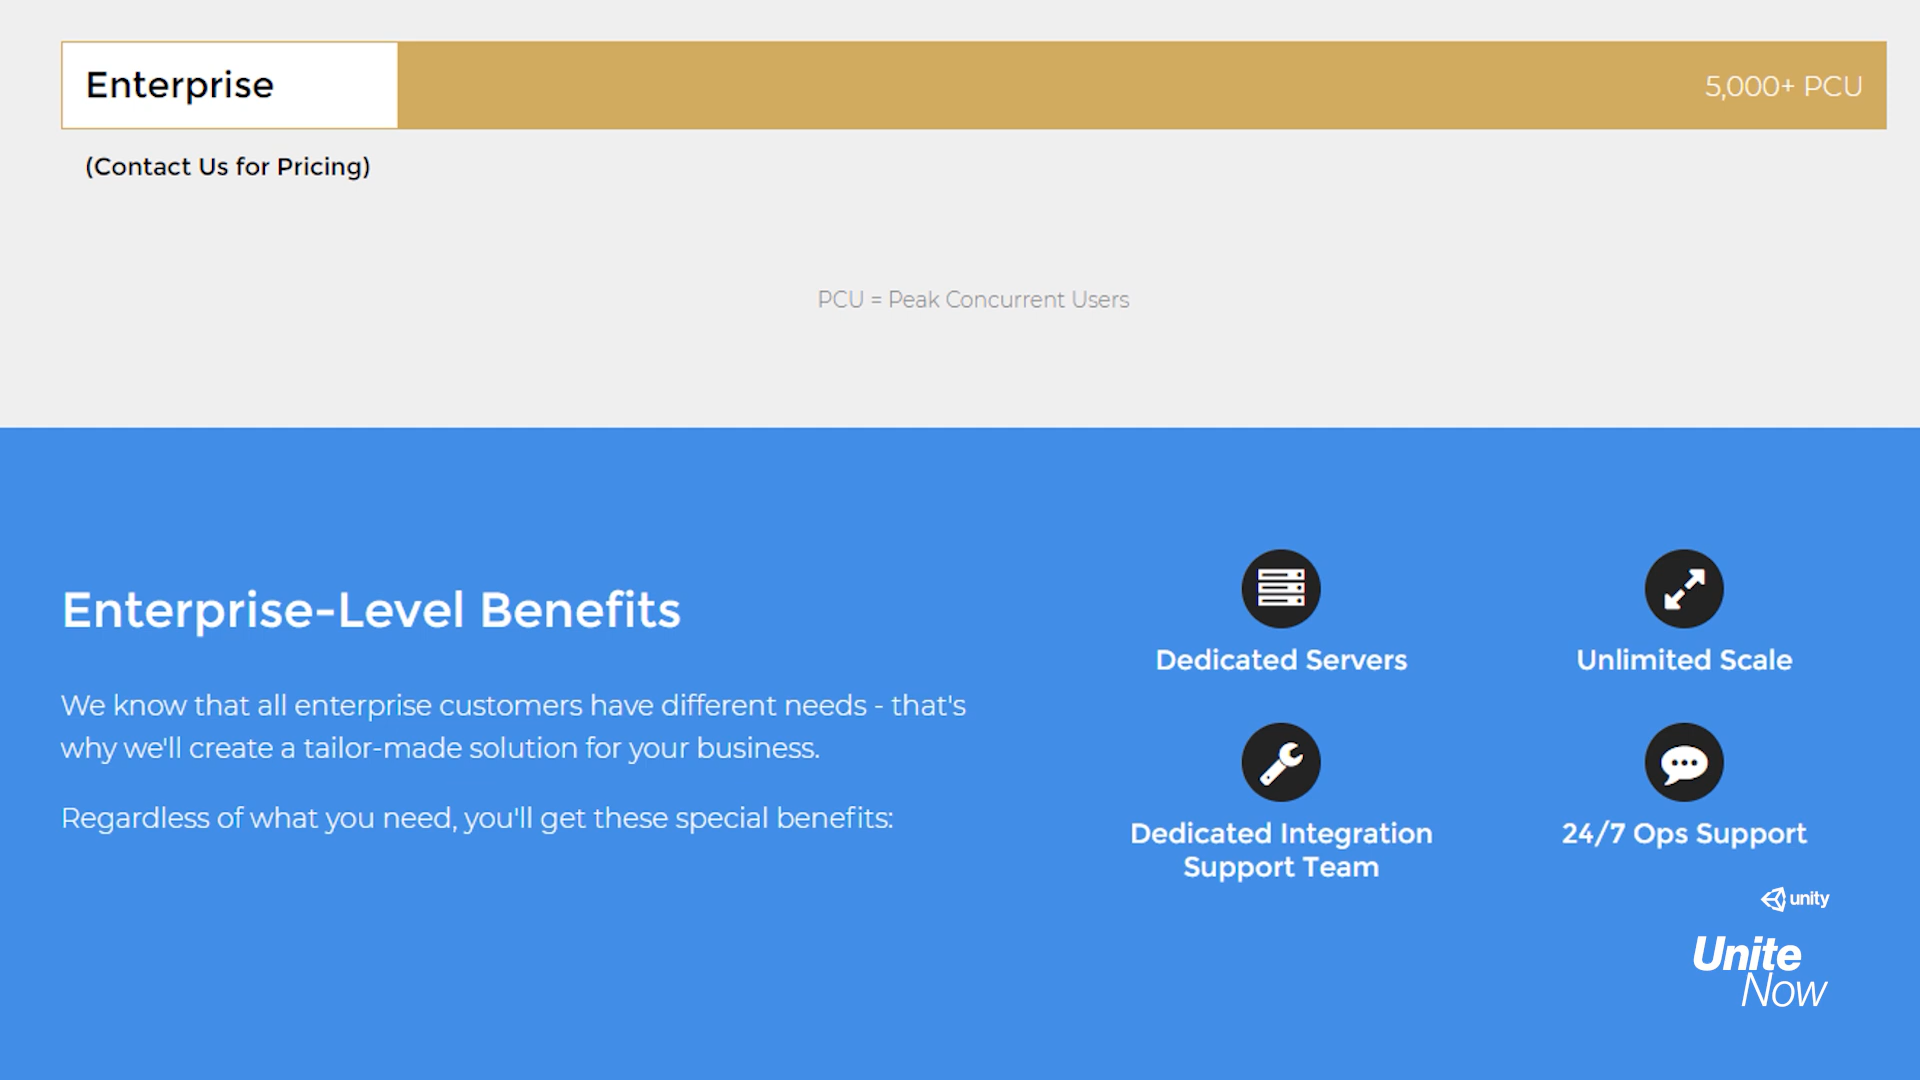 Enterprise
5,000+ PCU
(Contact Us for Pricing)
PCU = Peak Concurrent Users
Enterprise-Level Benefits
We know that all enterprise customers have different needs - that's
why we'll create a tailor-made solution for your business.
Regardless of what you need, you'll get these special benefits:
Dedicated Servers
Unlimited Scale
Dedicated Integration
Support Team
24/7 Ops Support
unity
Unite
Now